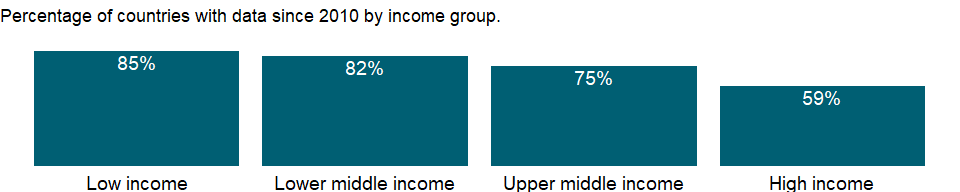 Percentage of countries with data since 2010 by income group.
85%
82%
75%
59%
Low income
Lower middle income
Upper middle income
High income